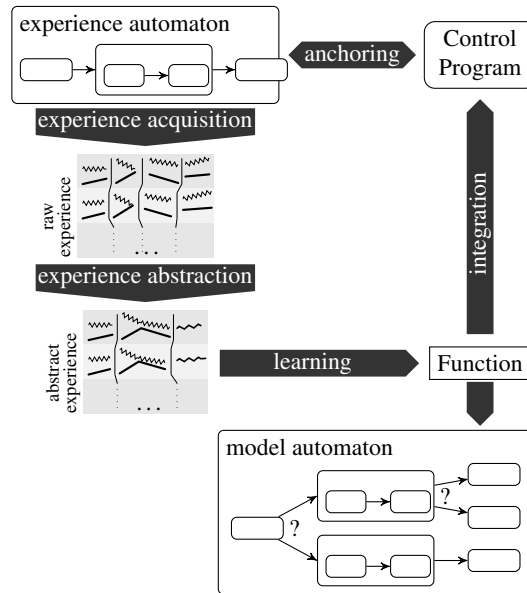 experience automaton
anchoring
Control
Program
experience acquisition
raw
experience
...
experience abstraction
integration
abstract
experience
...
learning
Function
model automaton
?
?